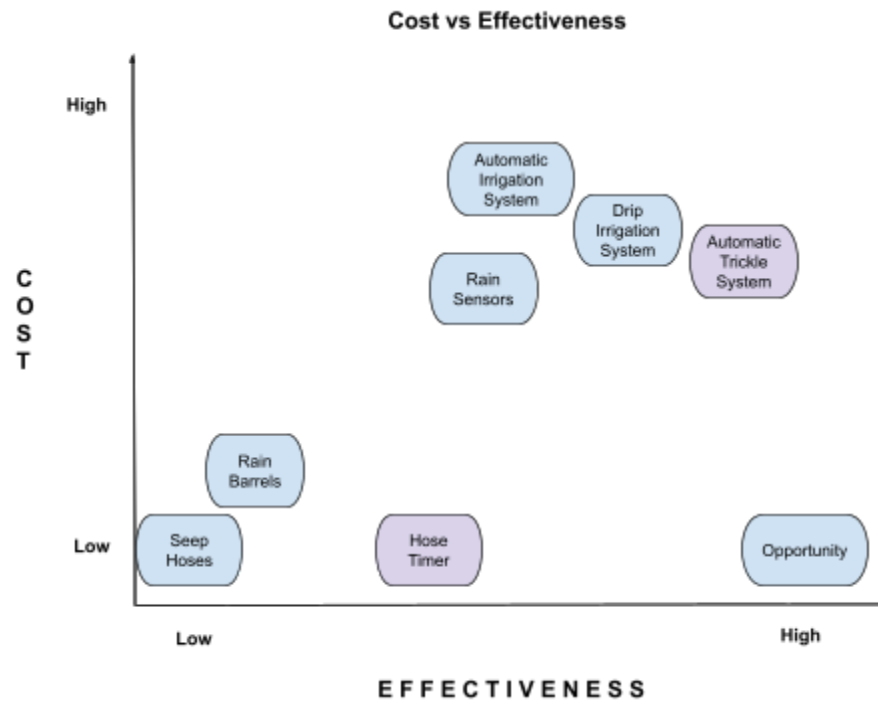 Cost vs Effectiveness
High
Automatic
Irrigation
System
Drip
Irrigation
System
Automatic
Trickle
System
Rain
Sensors
C
O
S
T
Rain
Barrels
Low
Seep
Hoses
Hose
Timer
Opportunity
Low
High
E F F E C T I V E N E S S